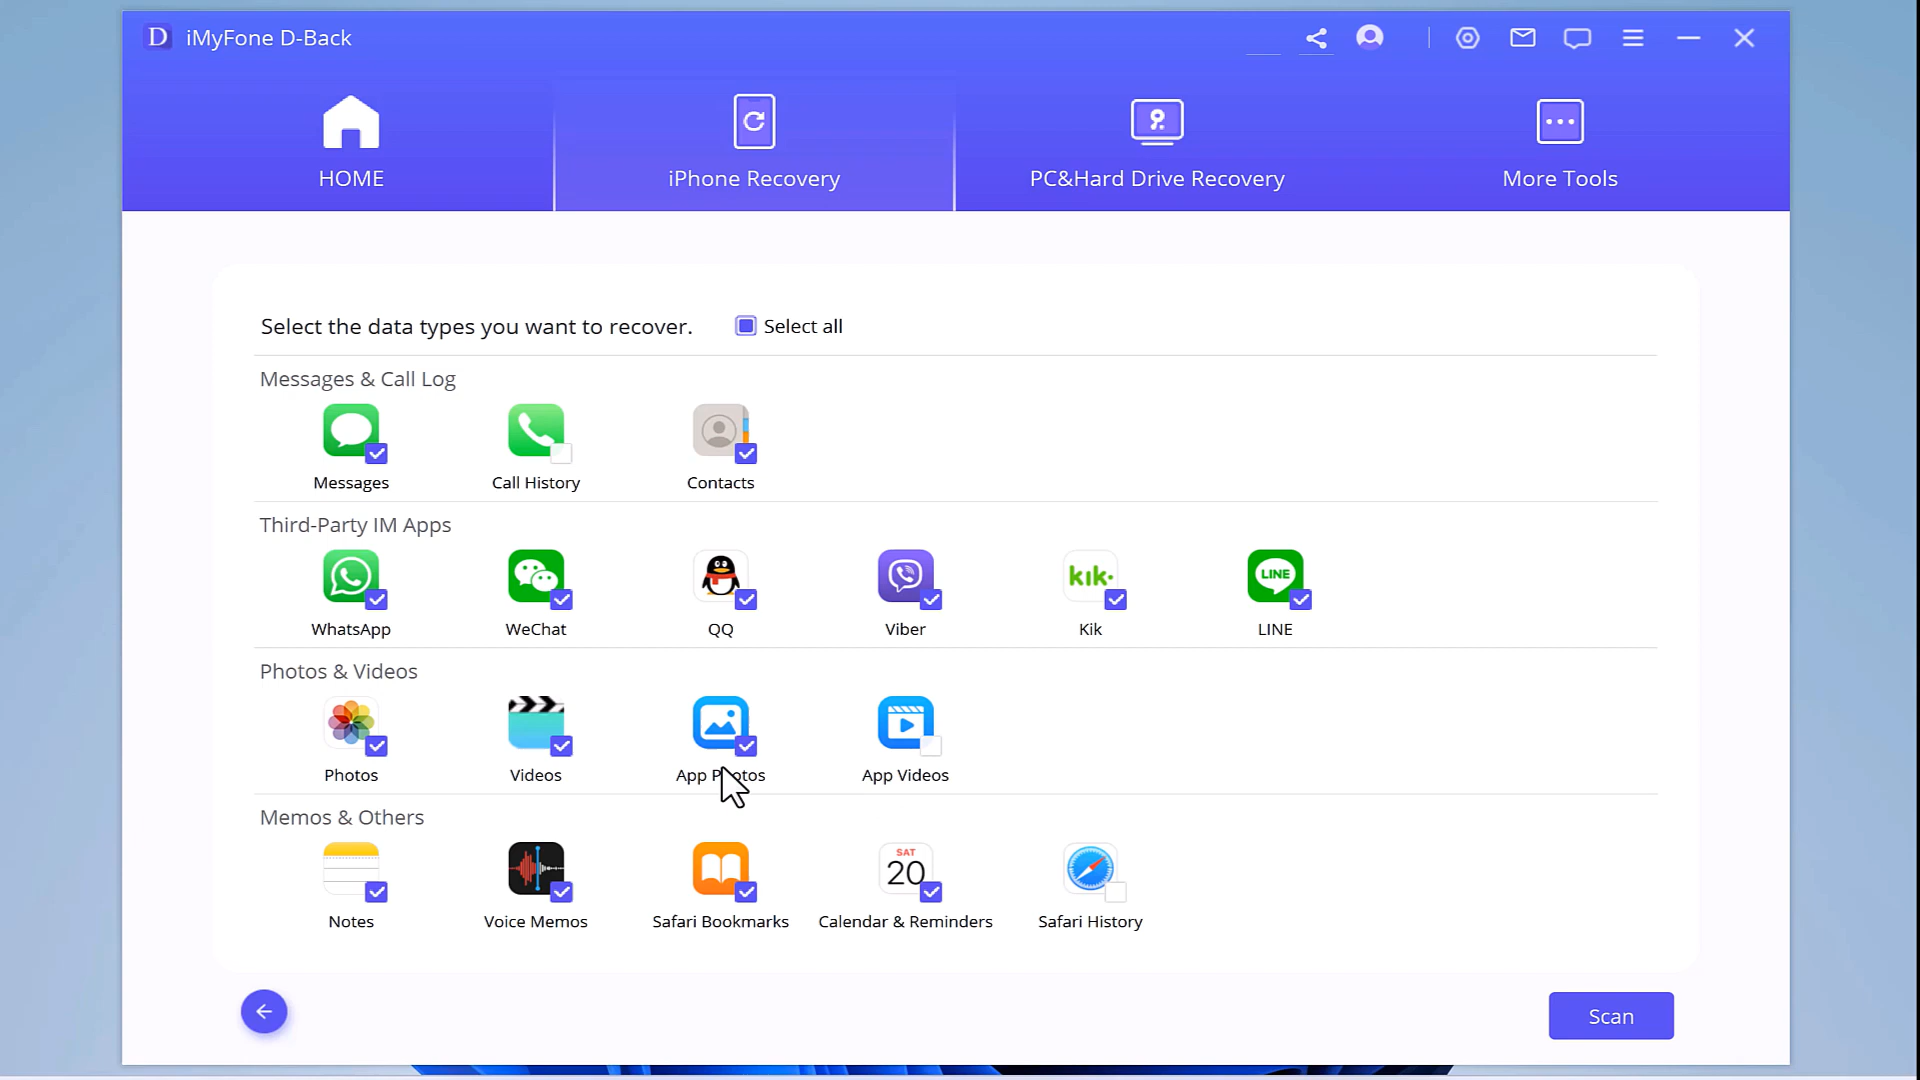 D iMyFone D-Back
HOME
iPhone Recovery
PC&Hard Drive Recovery
More Tools
Select the data types you want to recover.
Select all
Messages & Call Log
Messages
Call History
Contacts
Third-Party IM Apps
kik.
LINE
WhatsApp
WeChat
QQ
Viber
Kik
LINE
Photos & Videos
Photos
Videos
App Photos
App Videos
Memos & Others
SAT
20
Notes
Voice Memos
Safari Bookmarks
Calendar & Reminders
Safari History
Scan